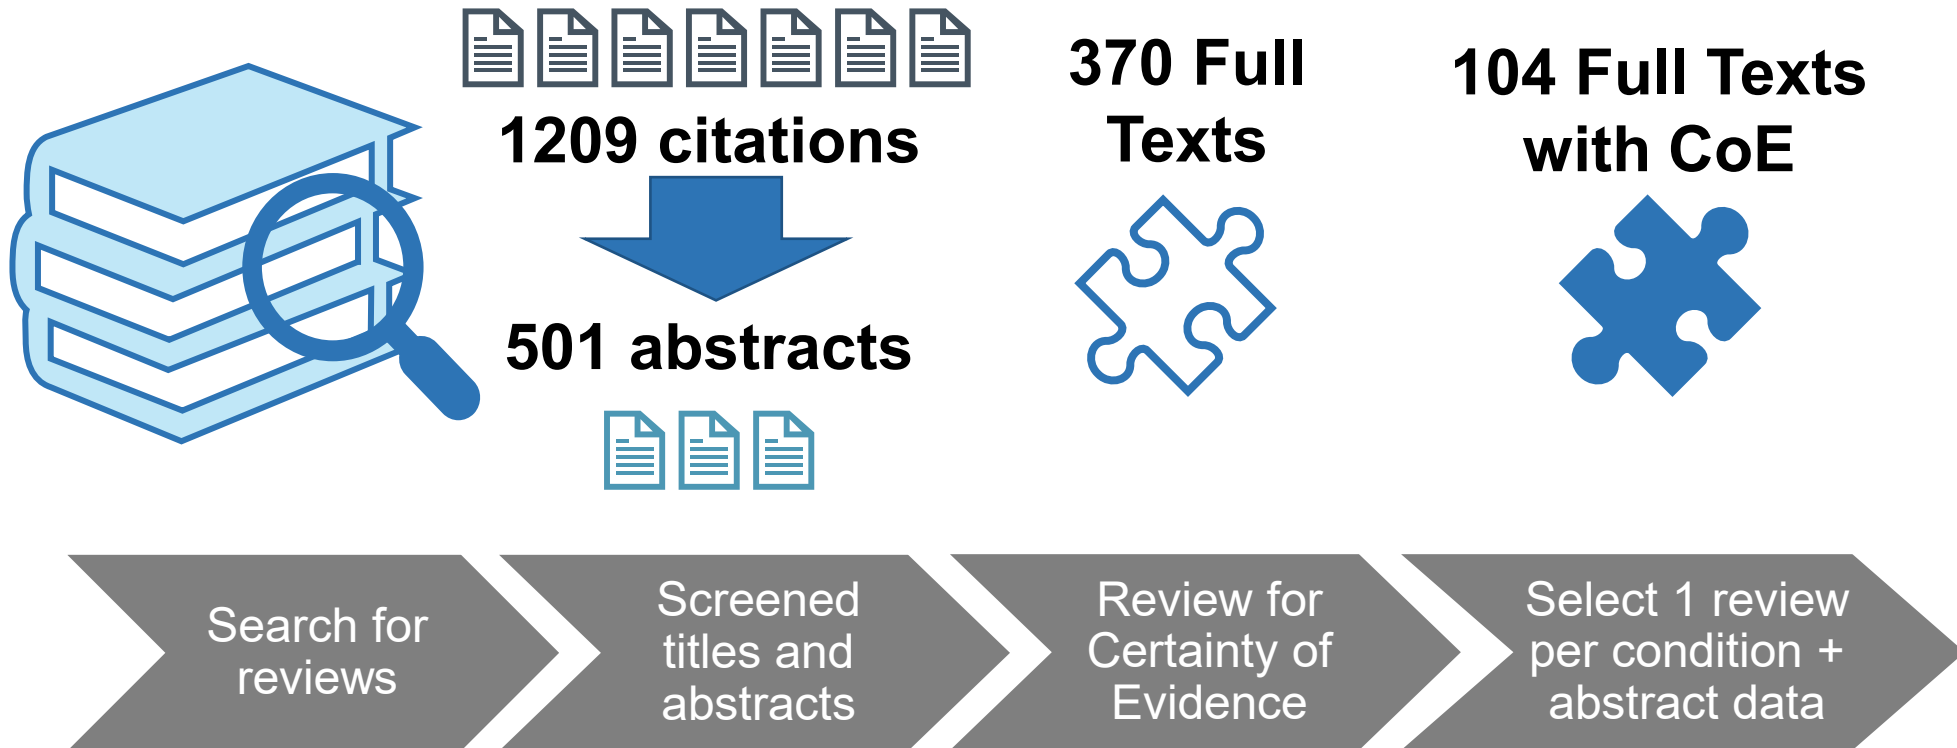 1209 citations
501 abstracts
370 Full
Texts
104 Full Texts
with CoE
Search for
reviews
Screened
titles and
abstracts
Review for
Certainty of
Evidence
Select 1 review
per condition +
abstract data